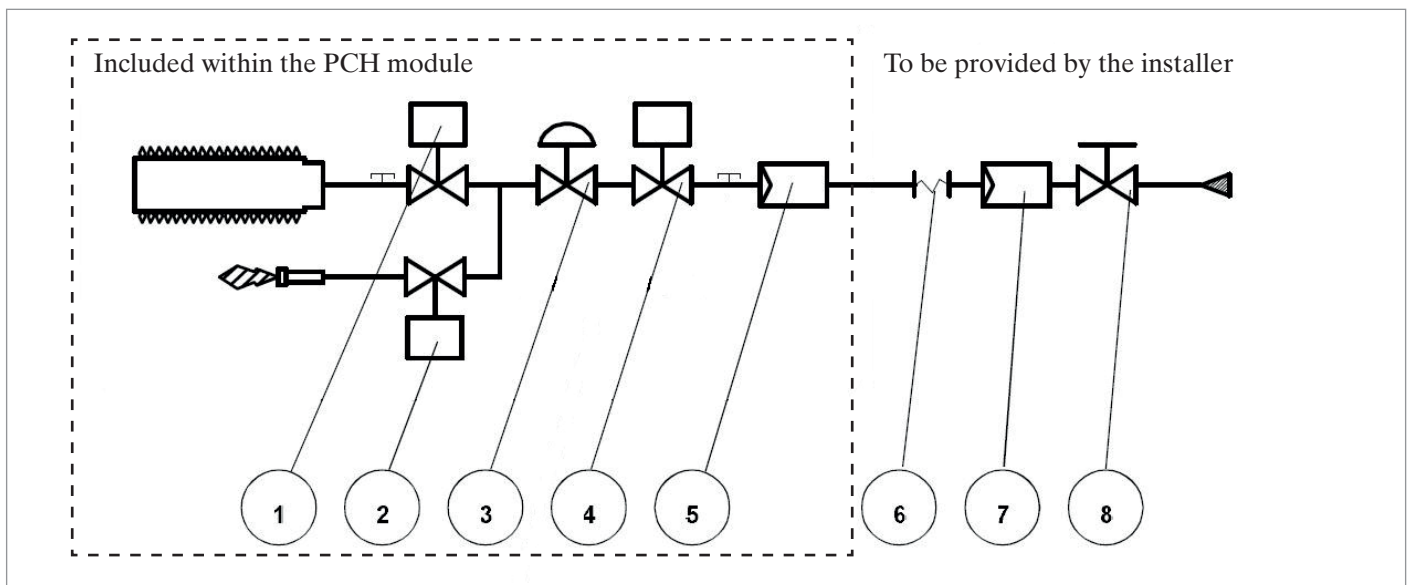 Included within the PCH module
To be provided by the installer
1 2 3 4 5 6 7 8